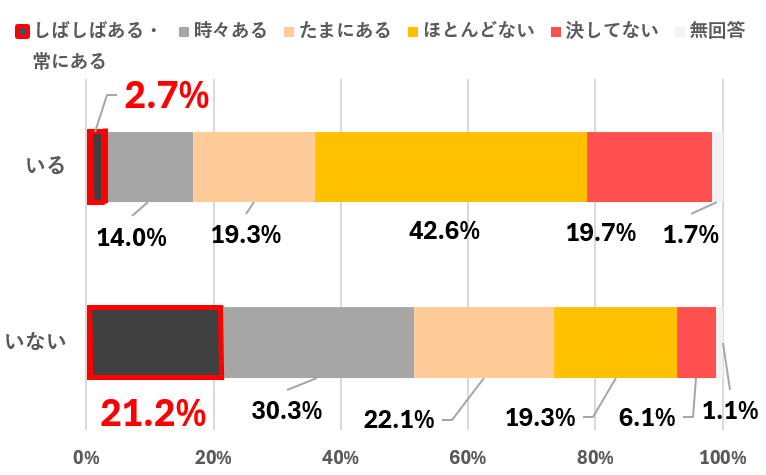 しばしばある・ 時々ある たまにある ほとんどない 決してない 無回答
常にある
2.7%
いる
14.0% 19.3% 42.6% 19.7% 1.7%
いない
21.2% 30.3% 22.1% 19.3% 6.1% 1.1%
0% 20% 40% 60% 80% 100%